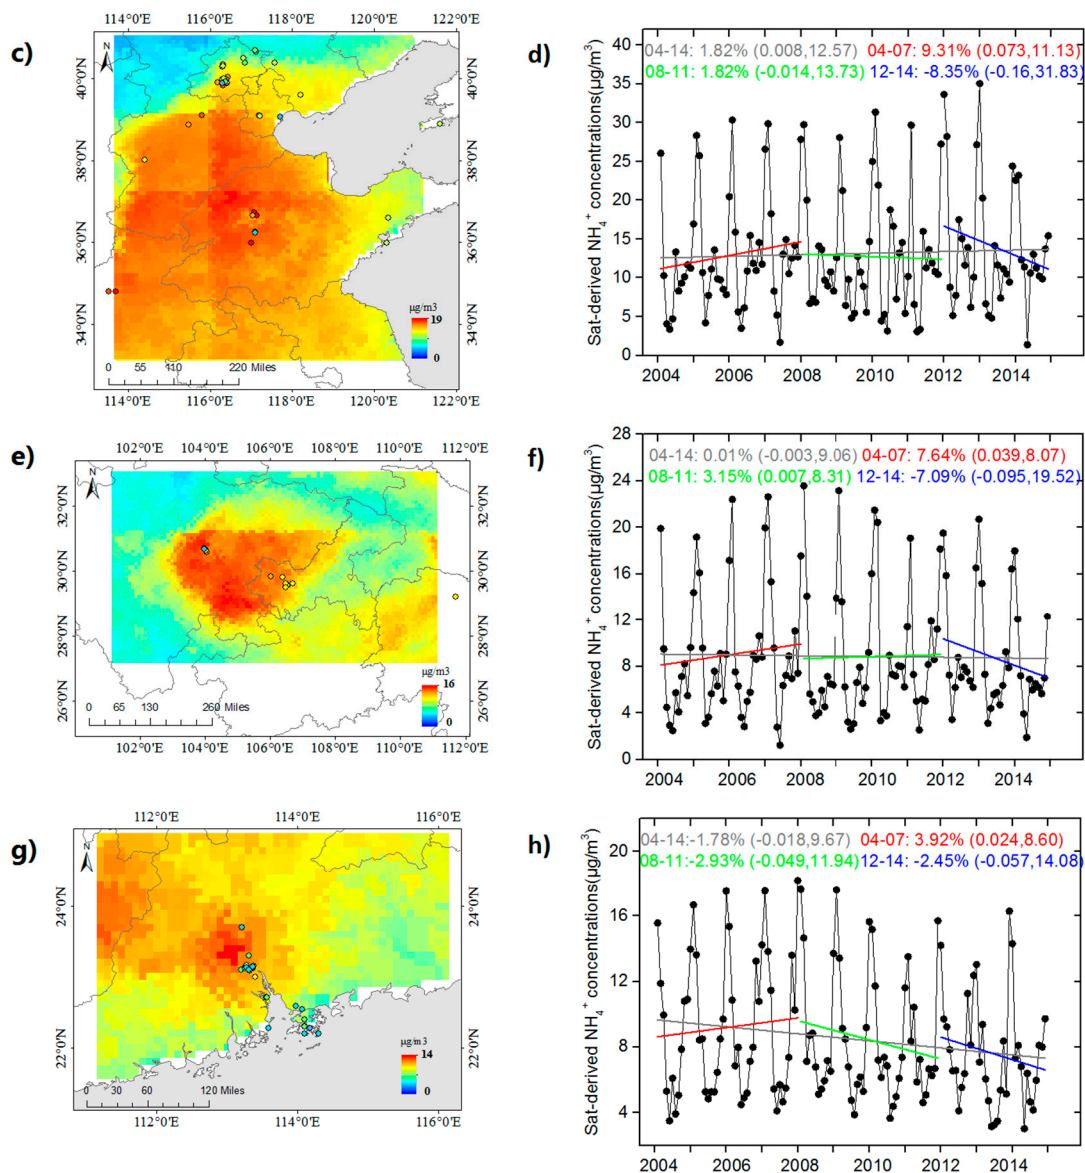 c)
114°0'E 116°0'E 118°0'E 120°0'E 122°0'E
N
40°0'N
38°0'N
36°0'N
34°0'N
40°0'N
38°0'N
36°0'N
34°0'N
µg/m3
19
0
0 55 110 220 Miles
114°0'E 116°0'E 118°0'E 120°0'E 122°0'E
d)
04-14: 1.82% (0.008,12.57) 04-07: 9.31% (0.073,11.13)
08-11: 1.82% (-0.014,13.73) 12-14: -8.35% (-0.16,31.83)
Sat-derived NH₄⁺ concentrations(µg/m³)
40
35
30
25
20
15
10
5
0
2004 2006 2008 2010 2012 2014
e)
102°0'E 104°0'E 106°0'E 108°0'E 110°0'E 112°0'E
N
32°0'N
30°0'N
28°0'N
26°0'N
32°0'N
30°0'N
28°0'N
26°0'N
µg/m3
16
0
0 65 130 260 Miles
102°0'E 104°0'E 106°0'E 108°0'E 110°0'E 112°0'E
f)
04-14: 0.01% (-0.003,9.06) 04-07: 7.64% (0.039,8.07)
08-11: 3.15% (0.007,8.31) 12-14: -7.09% (-0.095,19.52)
Sat-derived NH₄⁺ concentrations(µg/m³)
28
24
20
16
12
8
4
0
2004 2006 2008 2010 2012 2014
g)
112°0'E 114°0'E 116°0'E
N
24°0'N
22°0'N
24°0'N
22°0'N
µg/m3
14
0
0 30 60 120 Miles
112°0'E 114°0'E 116°0'E
h)
04-14:-1.78% (-0.018,9.67) 04-07: 3.92% (0.024,8.60)
08-11:-2.93% (-0.049,11.94) 12-14: -2.45% (-0.057,14.08)
Sat-derived NH₄⁺ concentrations(µg/m³)
20
16
12
8
4
2004 2006 2008 2010 2012 2014